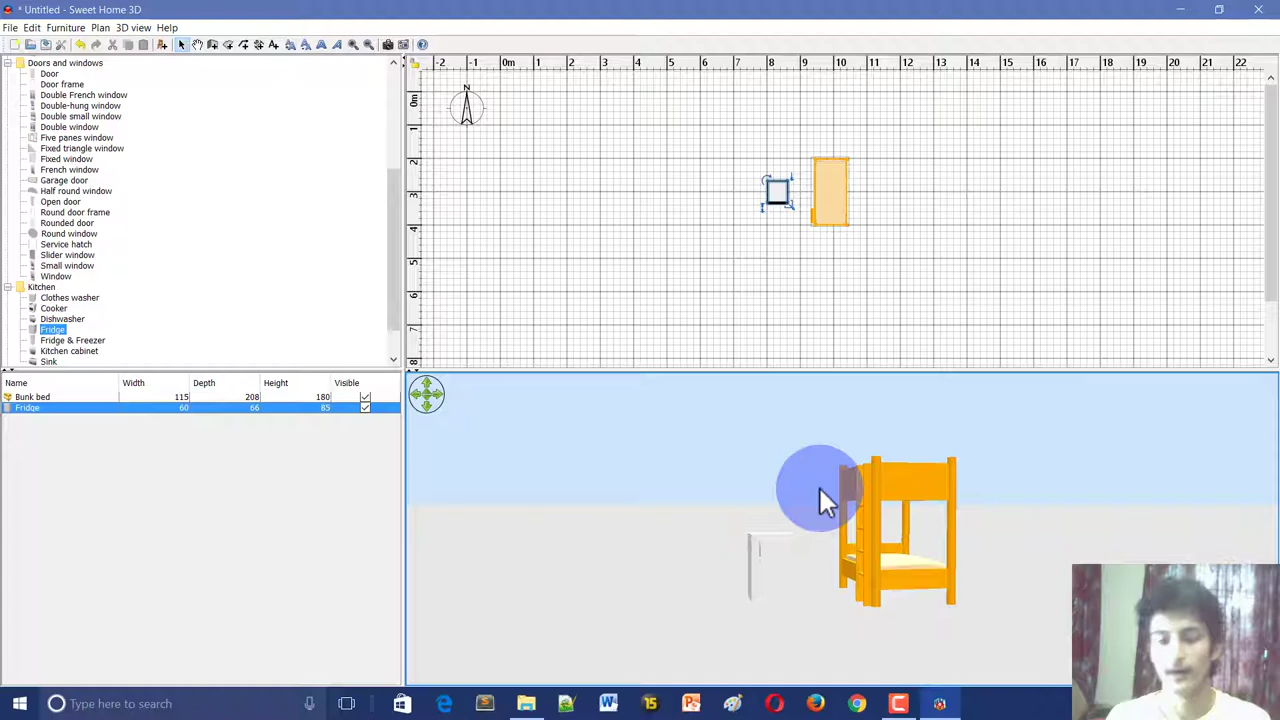 * Untitled - Sweet Home 3D
File Edit Furniture Plan 3D view Help
Doors and windows
Door
Door frame
Double French window
Double-hung window
Double small window
Double window
Five panes window
Fixed triangle window
Fixed window
French window
Garage door
Half round window
Open door
Round door frame
Rounded door
Round window
Service hatch
Slider window
Small window
Window
Kitchen
Clothes washer
Cooker
Dishwasher
Fridge
Fridge & Freezer
Kitchen cabinet
Sink
-2 -1 0m 1 2 3 4 5 6 7 8 9 10 11 12 13 14 15 16 17 18 19 20 21 22
0m
1
2
3
4
5
6
7
8
N
Name Width Depth Height Visible
Bunk bed 115 208 180
Fridge 60 66 85
Type here to search